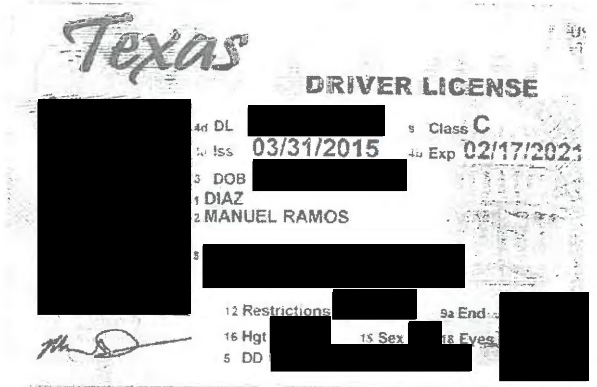 Texas
DRIVER LICENSE
4d DL
9 Class C
Iss 03/31/2015
4b Exp 02/17/2021
3 DOB
1 DIAZ
2 MANUEL RAMOS
8
12 Restrictions
9a End
16 Hgt
15 Sex
18 Eyes
5 DD